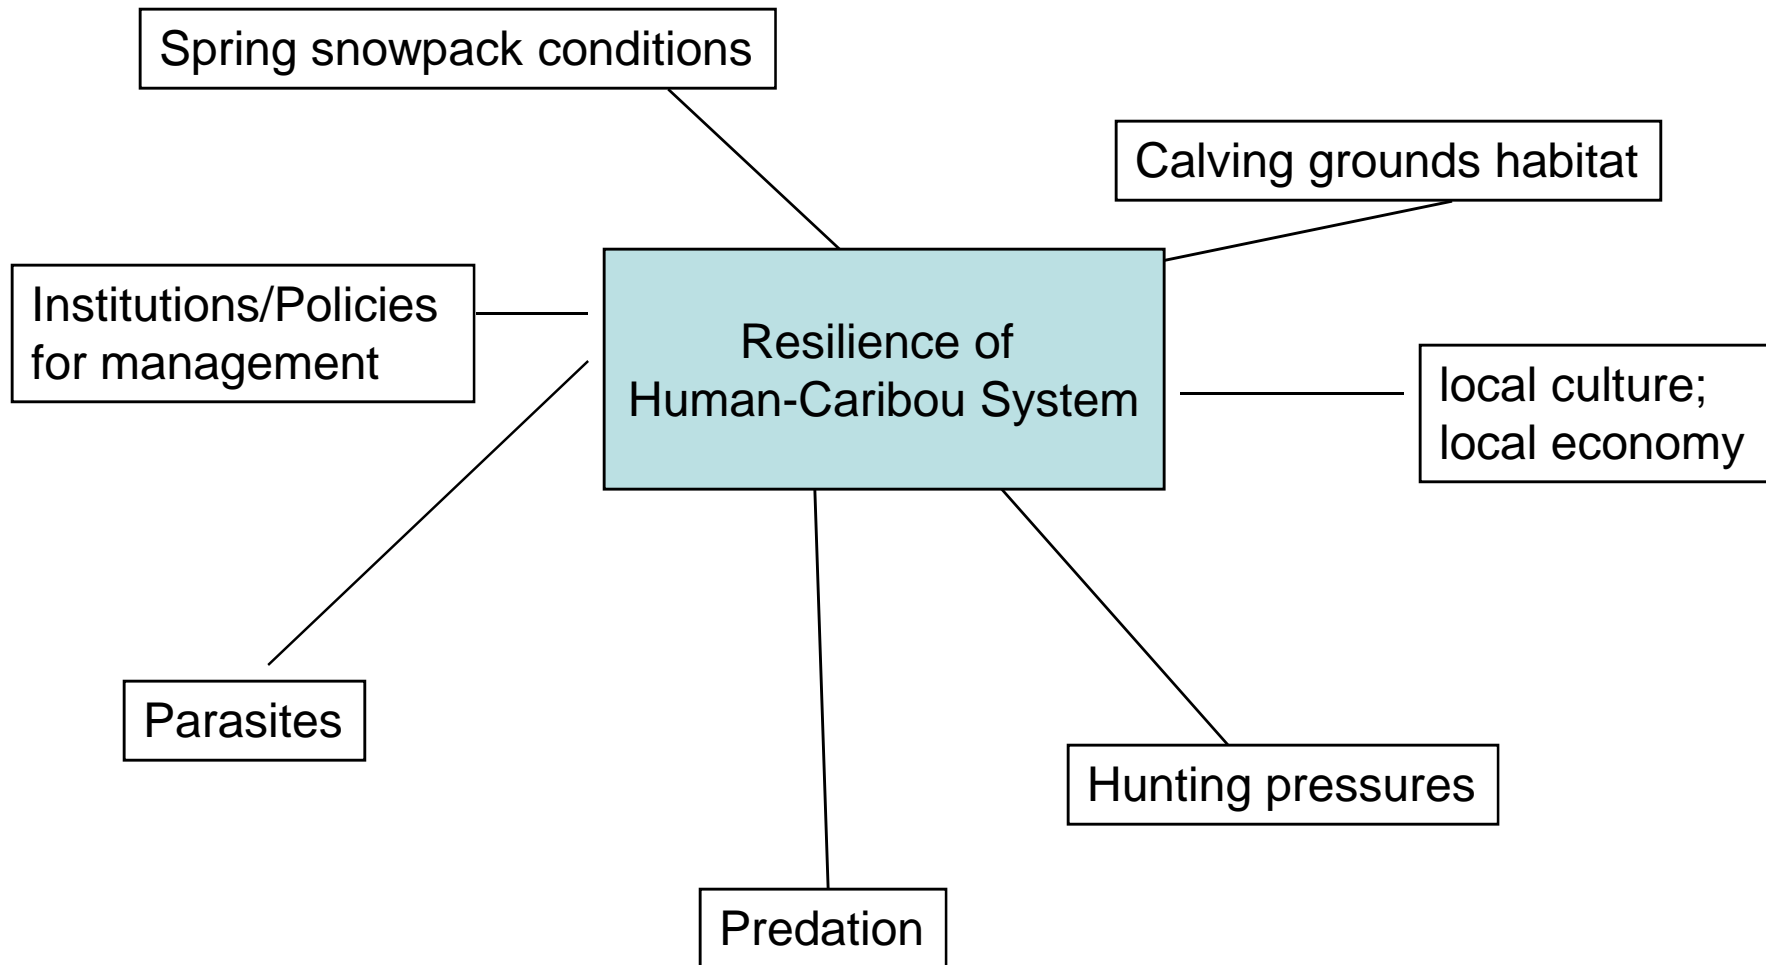 Spring snowpack conditions
Calving grounds habitat
Institutions/Policies
for management
Resilience of
Human-Caribou System
local culture;
local economy
Parasites
Hunting pressures
Predation